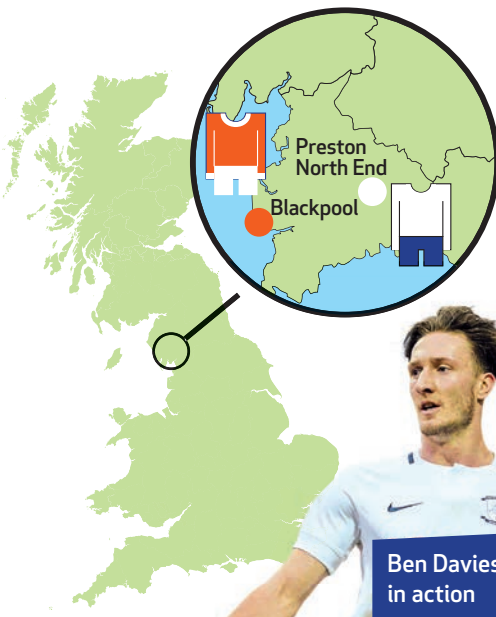 Preston
North End
Blackpool
Ben Davies
in action